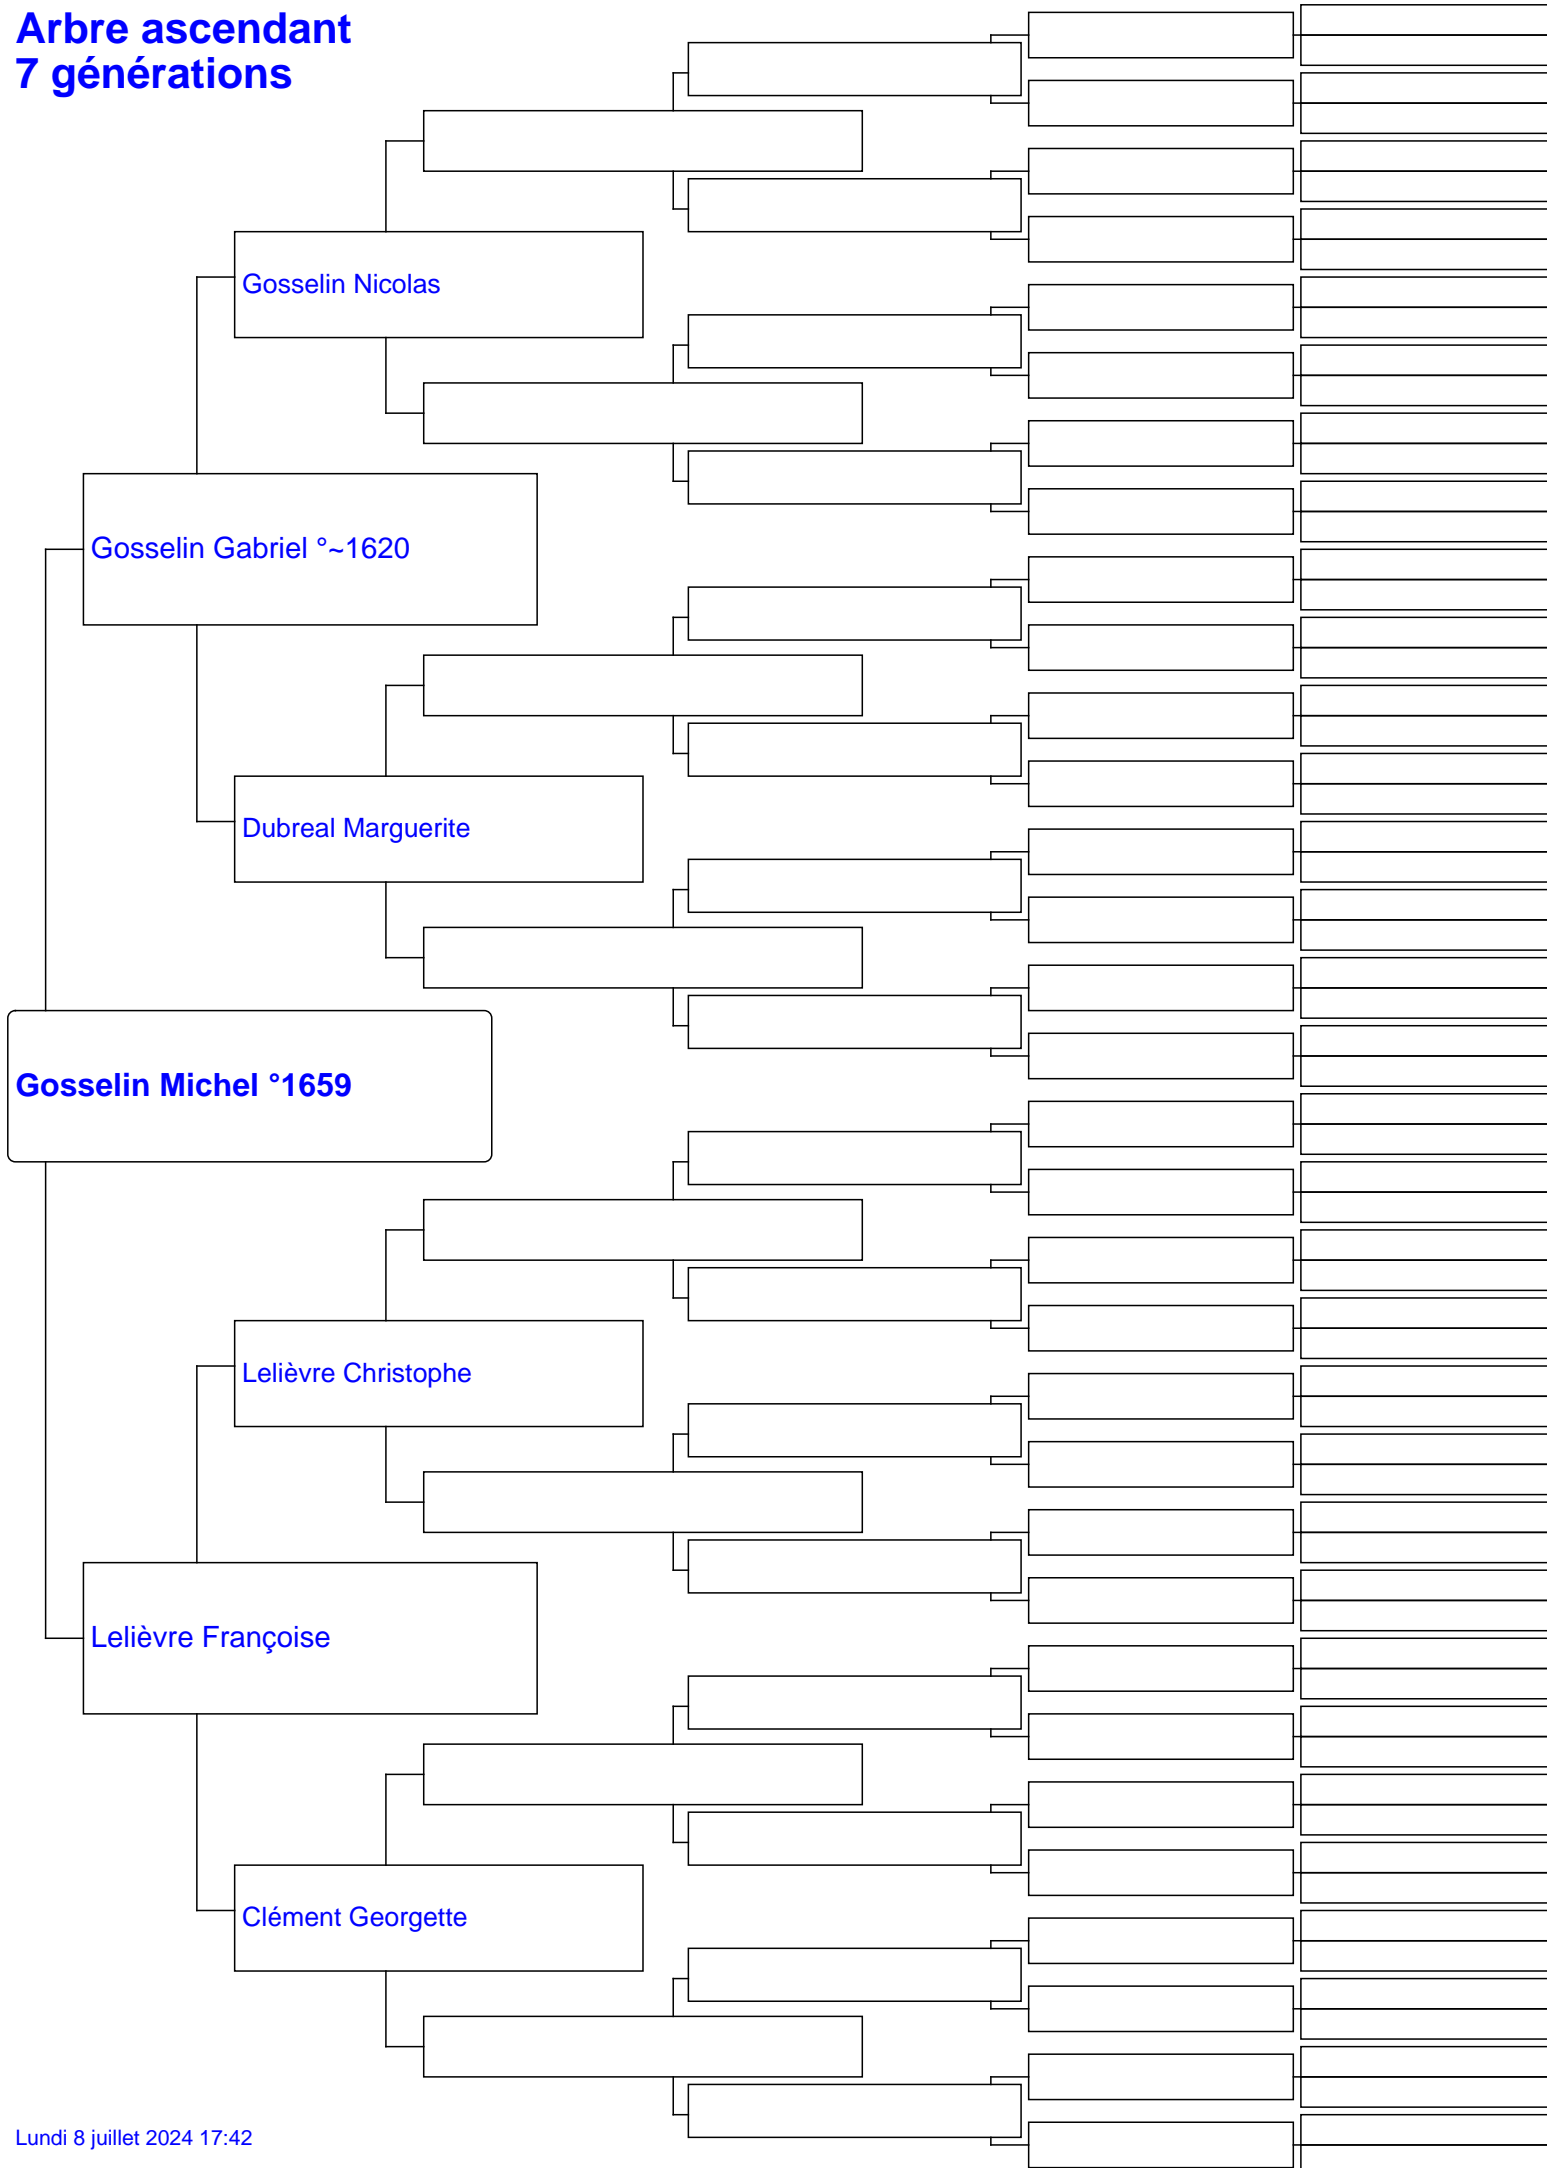 Arbre ascendant
7 générations
Gosselin Nicolas
Gosselin Gabriel °~1620
Dubreal Marguerite
Gosselin Michel °1659
Lelièvre Christophe
Lelièvre Françoise
Clément Georgette
Lundi 8 juillet 2024 17:42